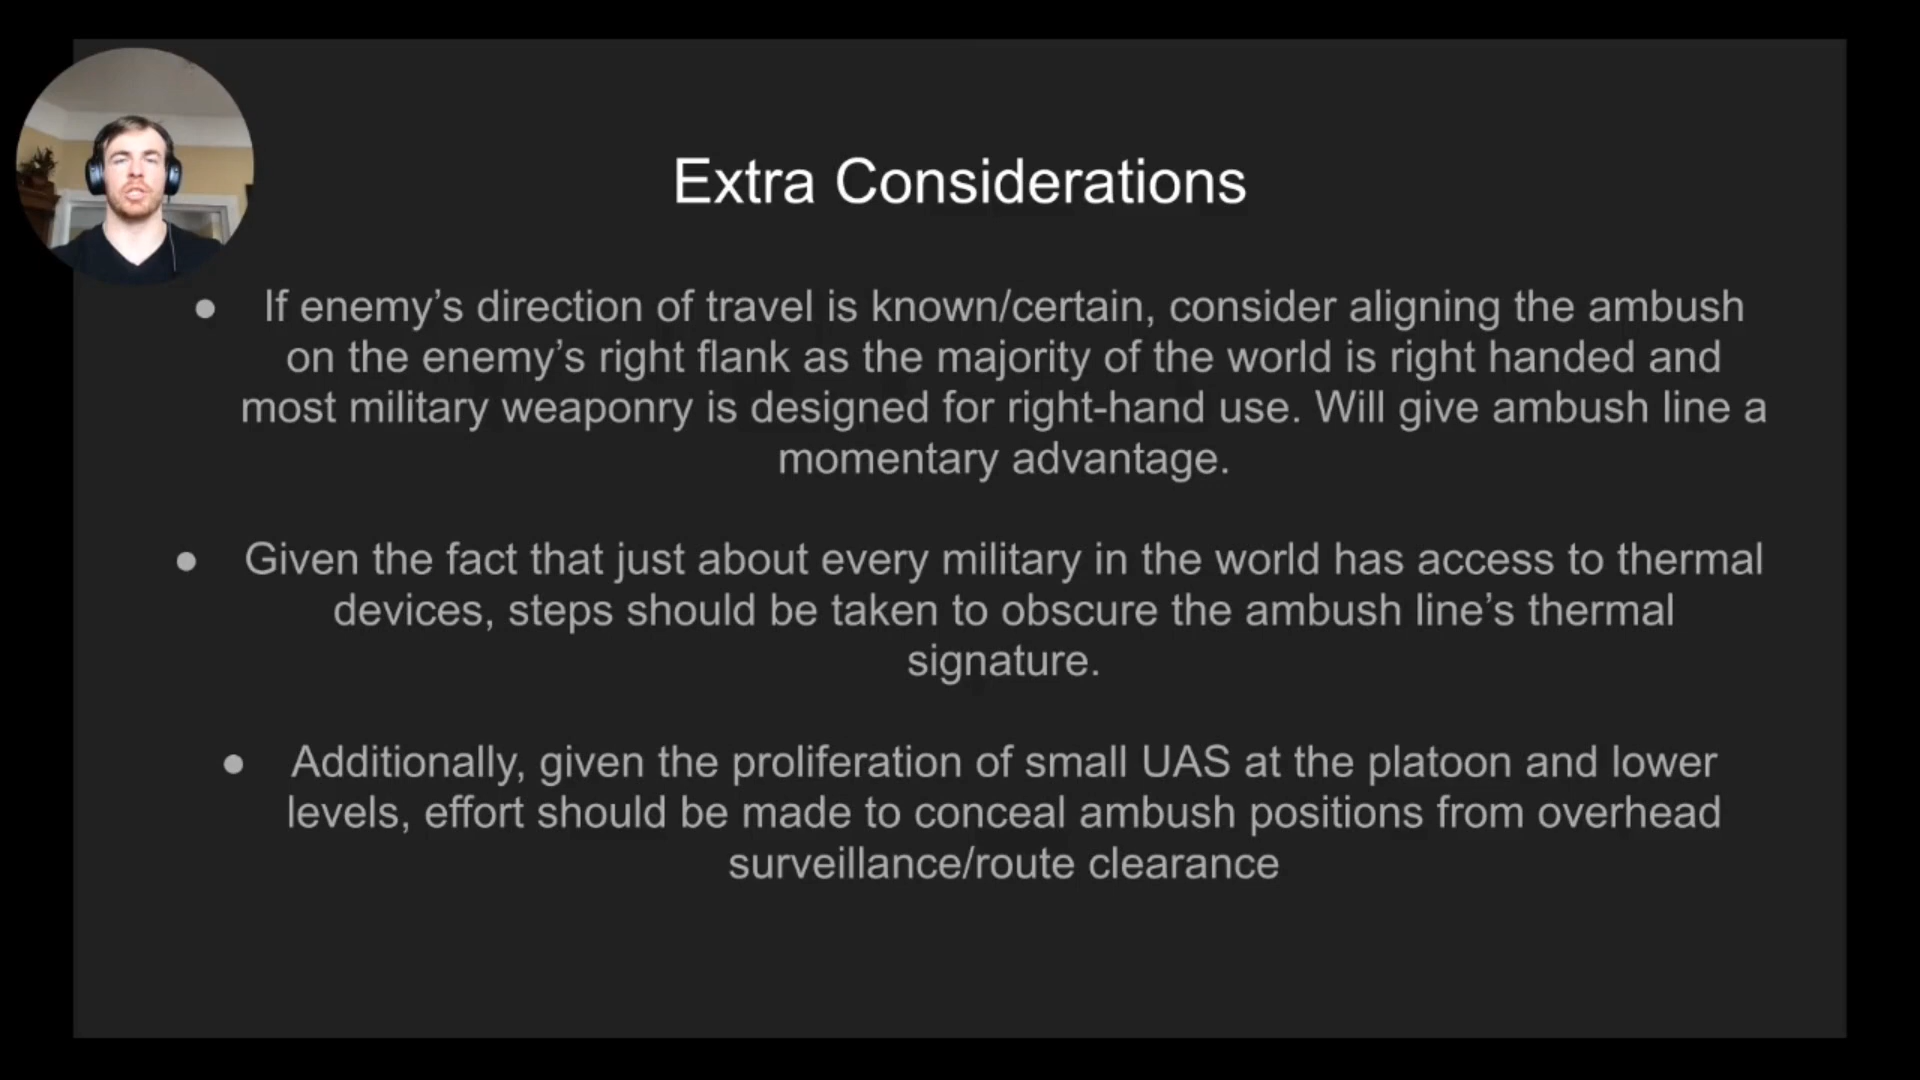 Extra Considerations
● If enemy’s direction of travel is known/certain, consider aligning the ambush
on the enemy’s right flank as the majority of the world is right handed and
most military weaponry is designed for right-hand use. Will give ambush line a
momentary advantage.
● Given the fact that just about every military in the world has access to thermal
devices, steps should be taken to obscure the ambush line’s thermal
signature.
● Additionally, given the proliferation of small UAS at the platoon and lower
levels, effort should be made to conceal ambush positions from overhead
surveillance/route clearance